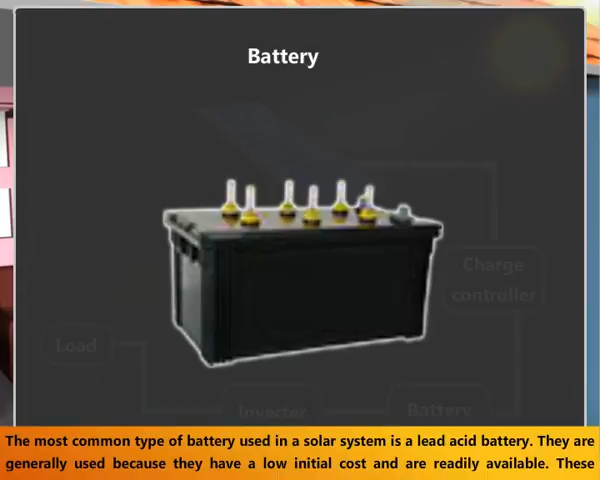 Battery
Charge
controller
Load
Inverter
Battery
The most common type of battery used in a solar system is a lead acid battery. They are
generally used because they have a low initial cost and are readily available. These